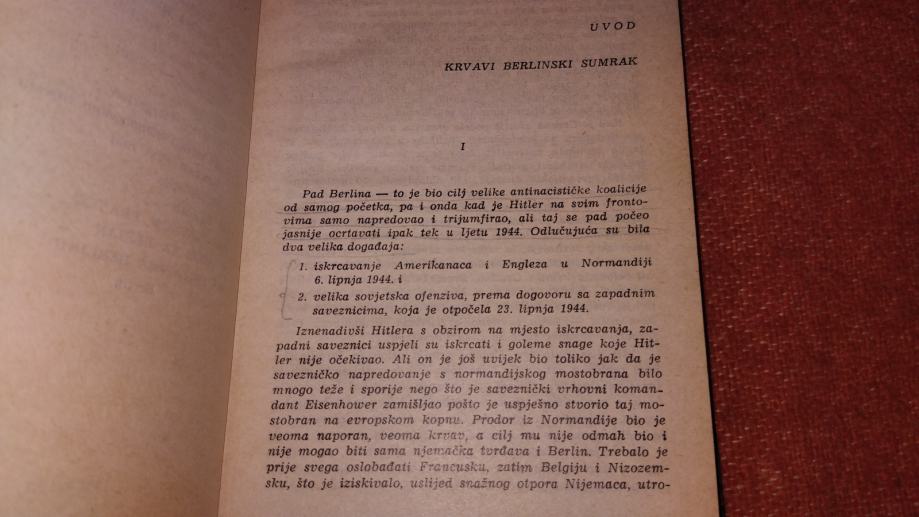 UVOD
KRVAVI BERLINSKI SUMRAK
I
Pad Berlina — to je bio cilj velike antinacističke koalicije
od samog početka, pa i onda kad je Hitler na svim fronto-
vima samo napredovao i trijumfirao, ali taj se pad počeo
jasnije ocrtavati ipak tek u ljetu 1944. Odlučujuća su bila
dva velika događaja:
1. iskrcavanje Amerikanaca i Engleza u Normandiji
6. lipnja 1944. i
2. velika sovjetska ofenziva, prema dogovoru sa zapadnim
saveznicima, koja je otpočela 23. lipnja 1944.
Iznenadivši Hitlera s obzirom na mjesto iskrcavanja, za-
padni saveznici uspjeli su iskrcati i goleme snage koje Hit-
ler nije očekivao. Ali on je još uvijek bio toliko jak da je
savezničko napredovanje s normandijskog mostobrana bilo
mnogo teže i sporije nego što je saveznički vrhovni koman-
dant Eisenhower zamišljao pošto je uspješno stvorio taj mo-
stobran na evropskom kopnu. Prodor iz Normandije bio je
veoma naporan, veoma krvav, a cilj mu nije odmah bio i
nije mogao biti sama njemačka tvrđava i Berlin. Trebalo je
prije svega oslobađati Francusku, zatim Belgiju i Nizozem-
sku, što je iziskivalo, uslijed snažnog otpora Nijemaca, utro-